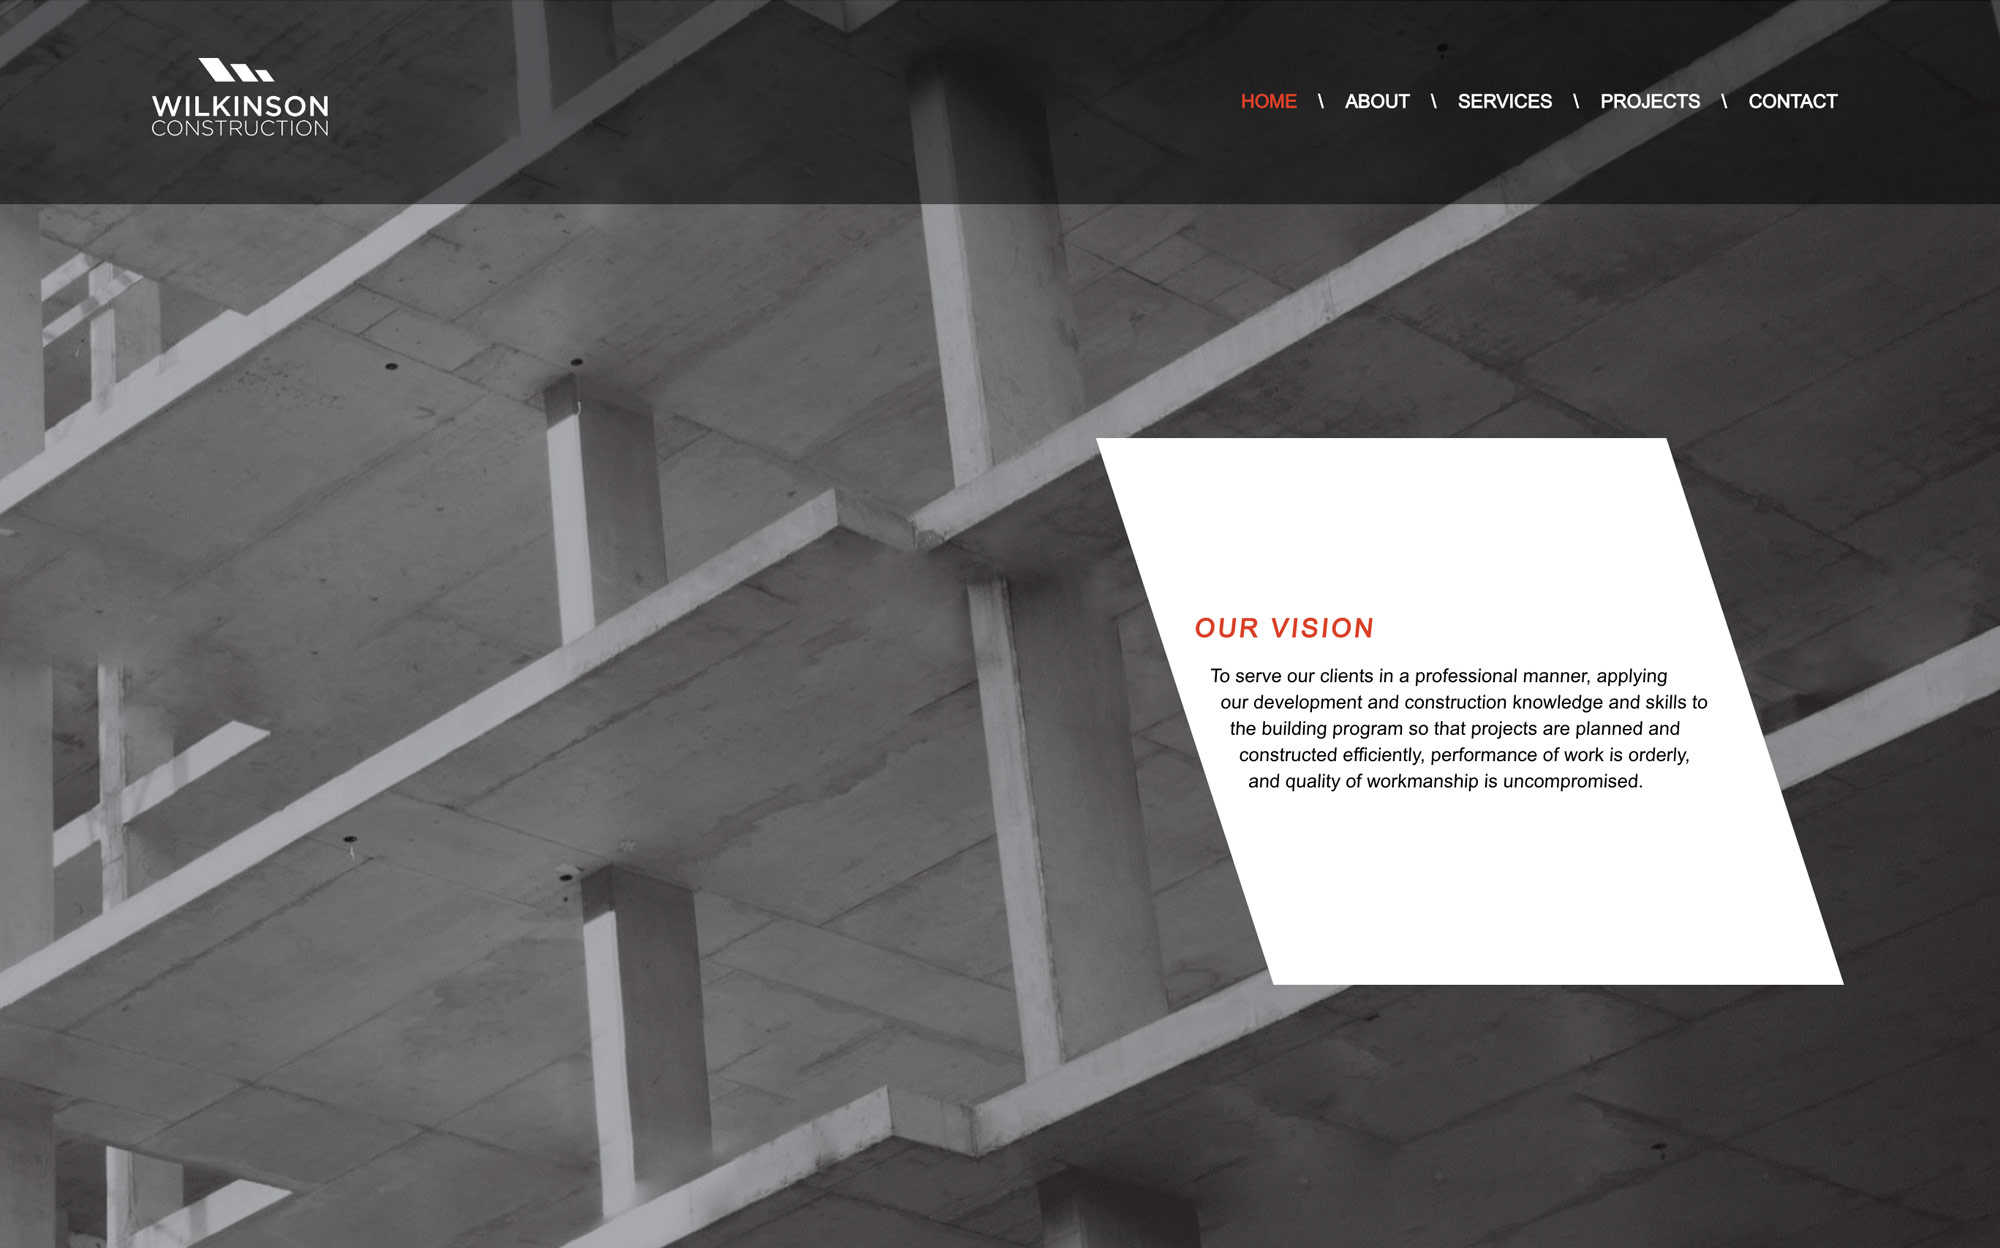 WILKINSON
CONSTRUCTION
HOME \ ABOUT \ SERVICES \ PROJECTS \ CONTACT
OUR VISION
To serve our clients in a professional manner, applying
our development and construction knowledge and skills to
the building program so that projects are planned and
constructed efficiently, performance of work is orderly,
and quality of workmanship is uncompromised.